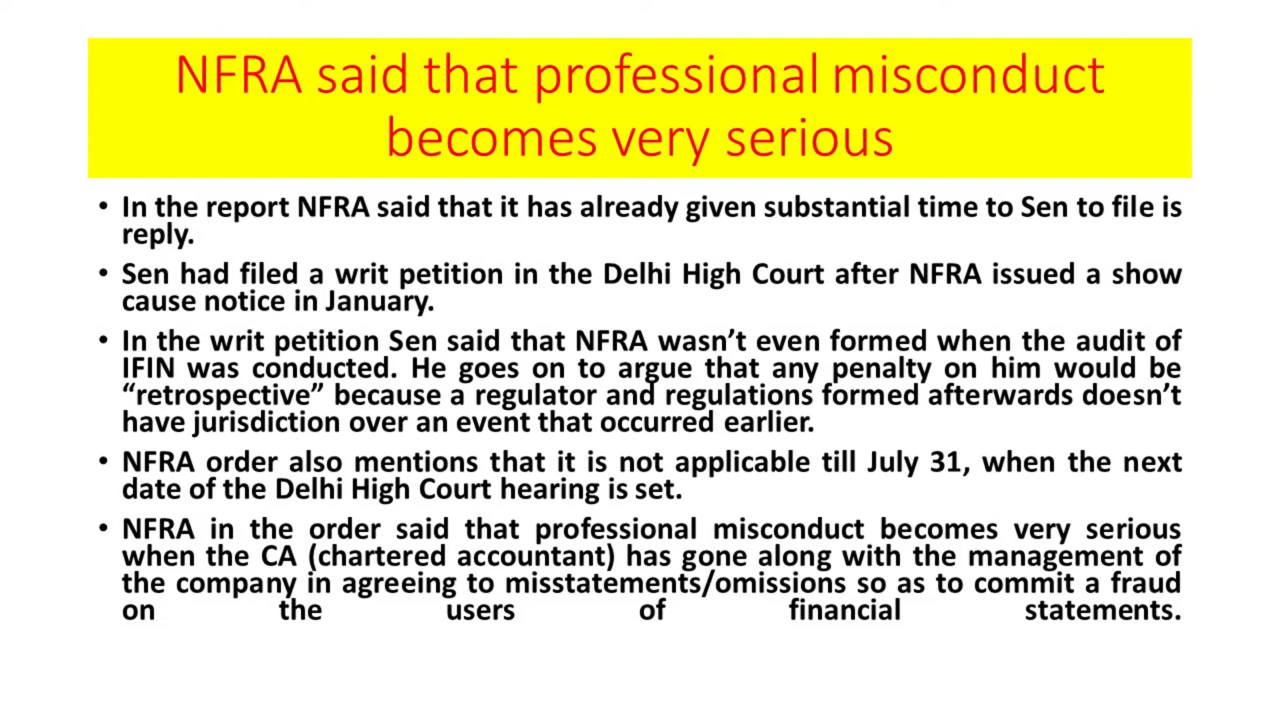 NFRA said that professional misconduct
becomes very serious
• In the report NFRA said that it has already given substantial time to Sen to file is
reply.
• Sen had filed a writ petition in the Delhi High Court after NFRA issued a show
cause notice in January.
• In the writ petition Sen said that NFRA wasn’t even formed when the audit of
IFIN was conducted. He goes on to argue that any penalty on him would be
“retrospective” because a regulator and regulations formed afterwards doesn’t
have jurisdiction over an event that occurred earlier.
• NFRA order also mentions that it is not applicable till July 31, when the next
date of the Delhi High Court hearing is set.
• NFRA in the order said that professional misconduct becomes very serious
when the CA (chartered accountant) has gone along with the management of
the company in agreeing to misstatements/omissions so as to commit a fraud
on the users of financial statements.